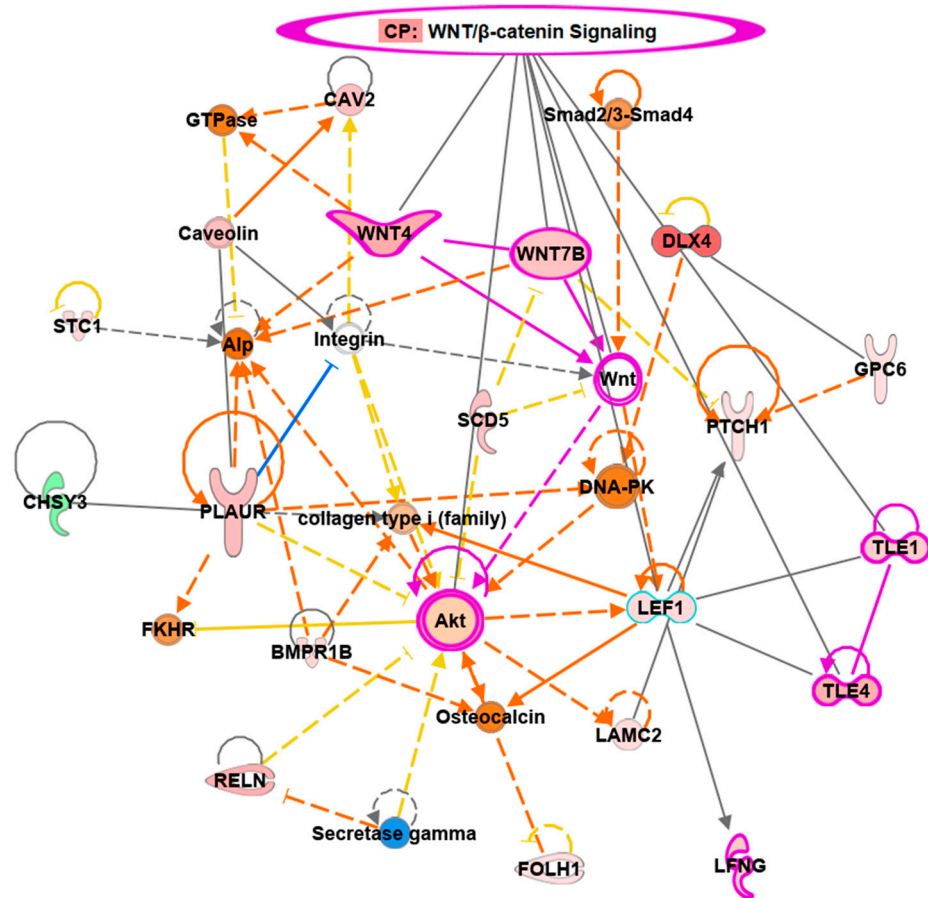 CP: WNT/β-catenin Signaling
CAV2
GTPase
Smad2/3-Smad4
Caveolin
WNT4
WNT7B
DLX4
STC1
Alp
Integrin
Wnt
GPC6
SCD5
PTCH1
CHSY3
PLAUR
DNA-PK
collagen type i (family)
TLE1
Akt
LEF1
FKHR
BMPR1B
TLE4
Osteocalcin
LAMC2
RELN
Secretase gamma
FOLH1
LFNG